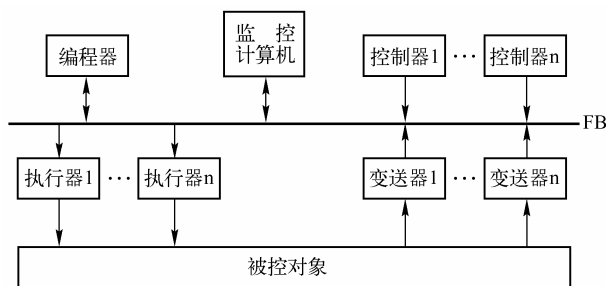 监 控
编程器 计算机 控制器1 ··· 控制器n
FB
执行器1 ··· 执行器n 变送器1 ··· 变送器n
被控对象